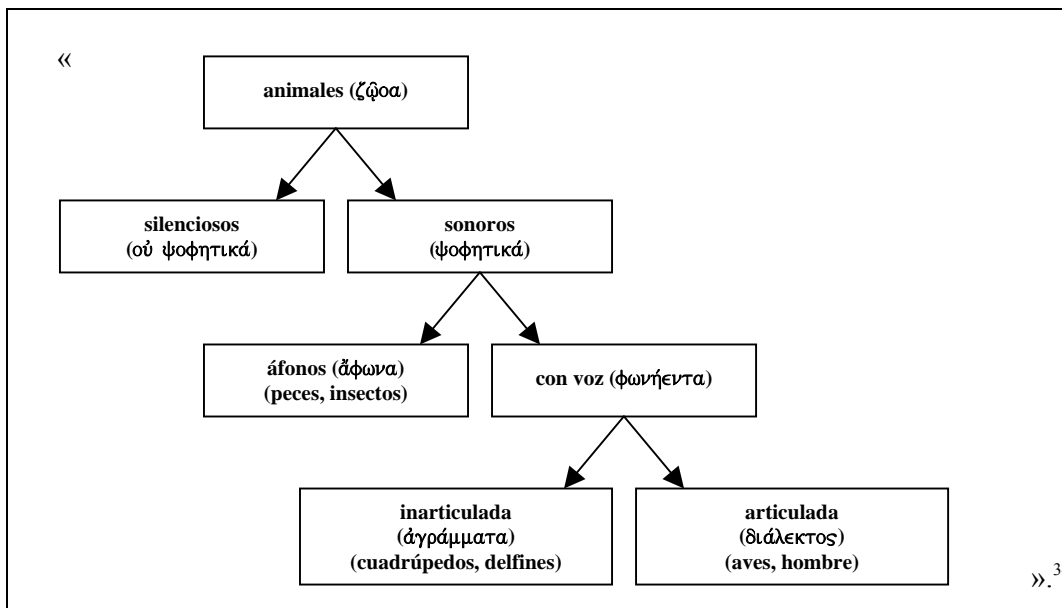 «
animales (ζῷοα)
silenciosos
(οὐ ψοφητικά)
sonoros
(ψοφητικά)
áfonos (ἄφωνα)
(peces, insectos)
con voz (φωνήεντα)
inarticulada
(ἀγράμματα)
(cuadrúpedos, delfines)
articulada
(διάλεκτος)
(aves, hombre)
».³